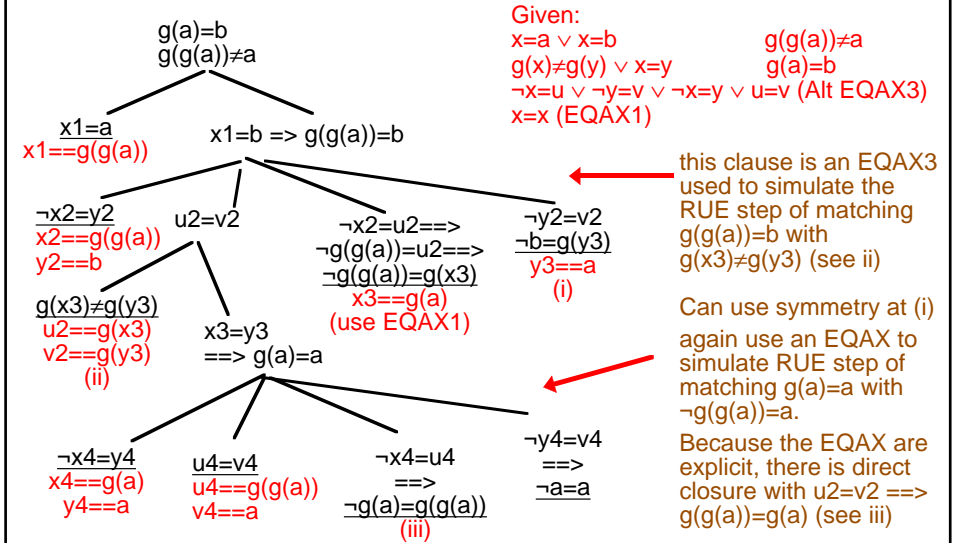 g(a)=b
g(g(a))≠a
Given:
x=a ∨ x=b g(g(a))≠a
g(x)≠g(y) ∨ x=y g(a)=b
¬x=u ∨ ¬y=v ∨ ¬x=y ∨ u=v (Alt EQAX3)
x=x (EQAX1)
x1=a
x1==g(g(a))
x1=b => g(g(a))=b
this clause is an EQAX3
used to simulate the
RUE step of matching
g(g(a))=b with
g(x3)≠g(y3) (see ii)
¬x2=y2
x2==g(g(a))
y2==b
u2=v2
¬x2=u2==>
¬g(g(a))=u2==>
¬g(g(a))=g(x3)
x3==g(a)
(use EQAX1)
¬y2=v2
¬b=g(y3)
y3==a
(i)
g(x3)≠g(y3)
u2==g(x3)
v2==g(y3)
(ii)
x3=y3
==> g(a)=a
Can use symmetry at (i)
again use an EQAX to
simulate RUE step of
matching g(a)=a with
¬g(g(a))=a.
¬x4=y4
x4==g(a)
y4==a
u4=v4
u4==g(g(a))
v4==a
¬x4=u4
==>
¬g(a)=g(g(a))
(iii)
¬y4=v4
==>
¬a=a
Because the EQAX are
explicit, there is direct
closure with u2=v2 ==>
g(g(a))=g(a) (see iii)